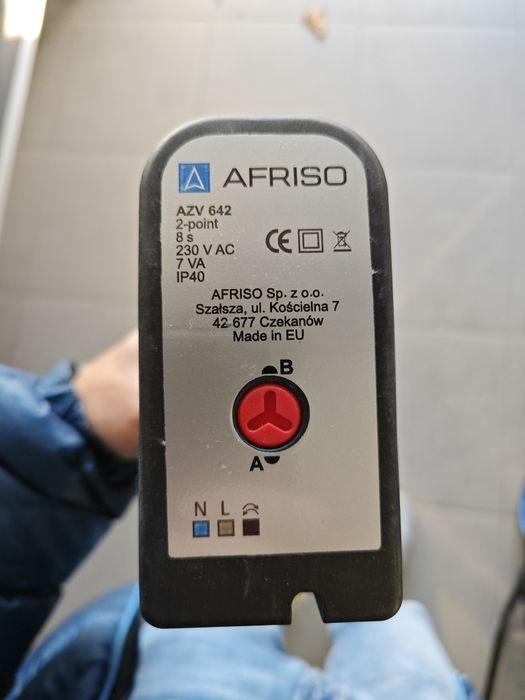 AFRISO
AZV 642
2-point
8 s
230 V AC
7 VA
IP40
CE
AFRISO Sp. z o.o.
Szałsza, ul. Kościelna 7
42 677 Czekanów
Made in EU
B
A
N L